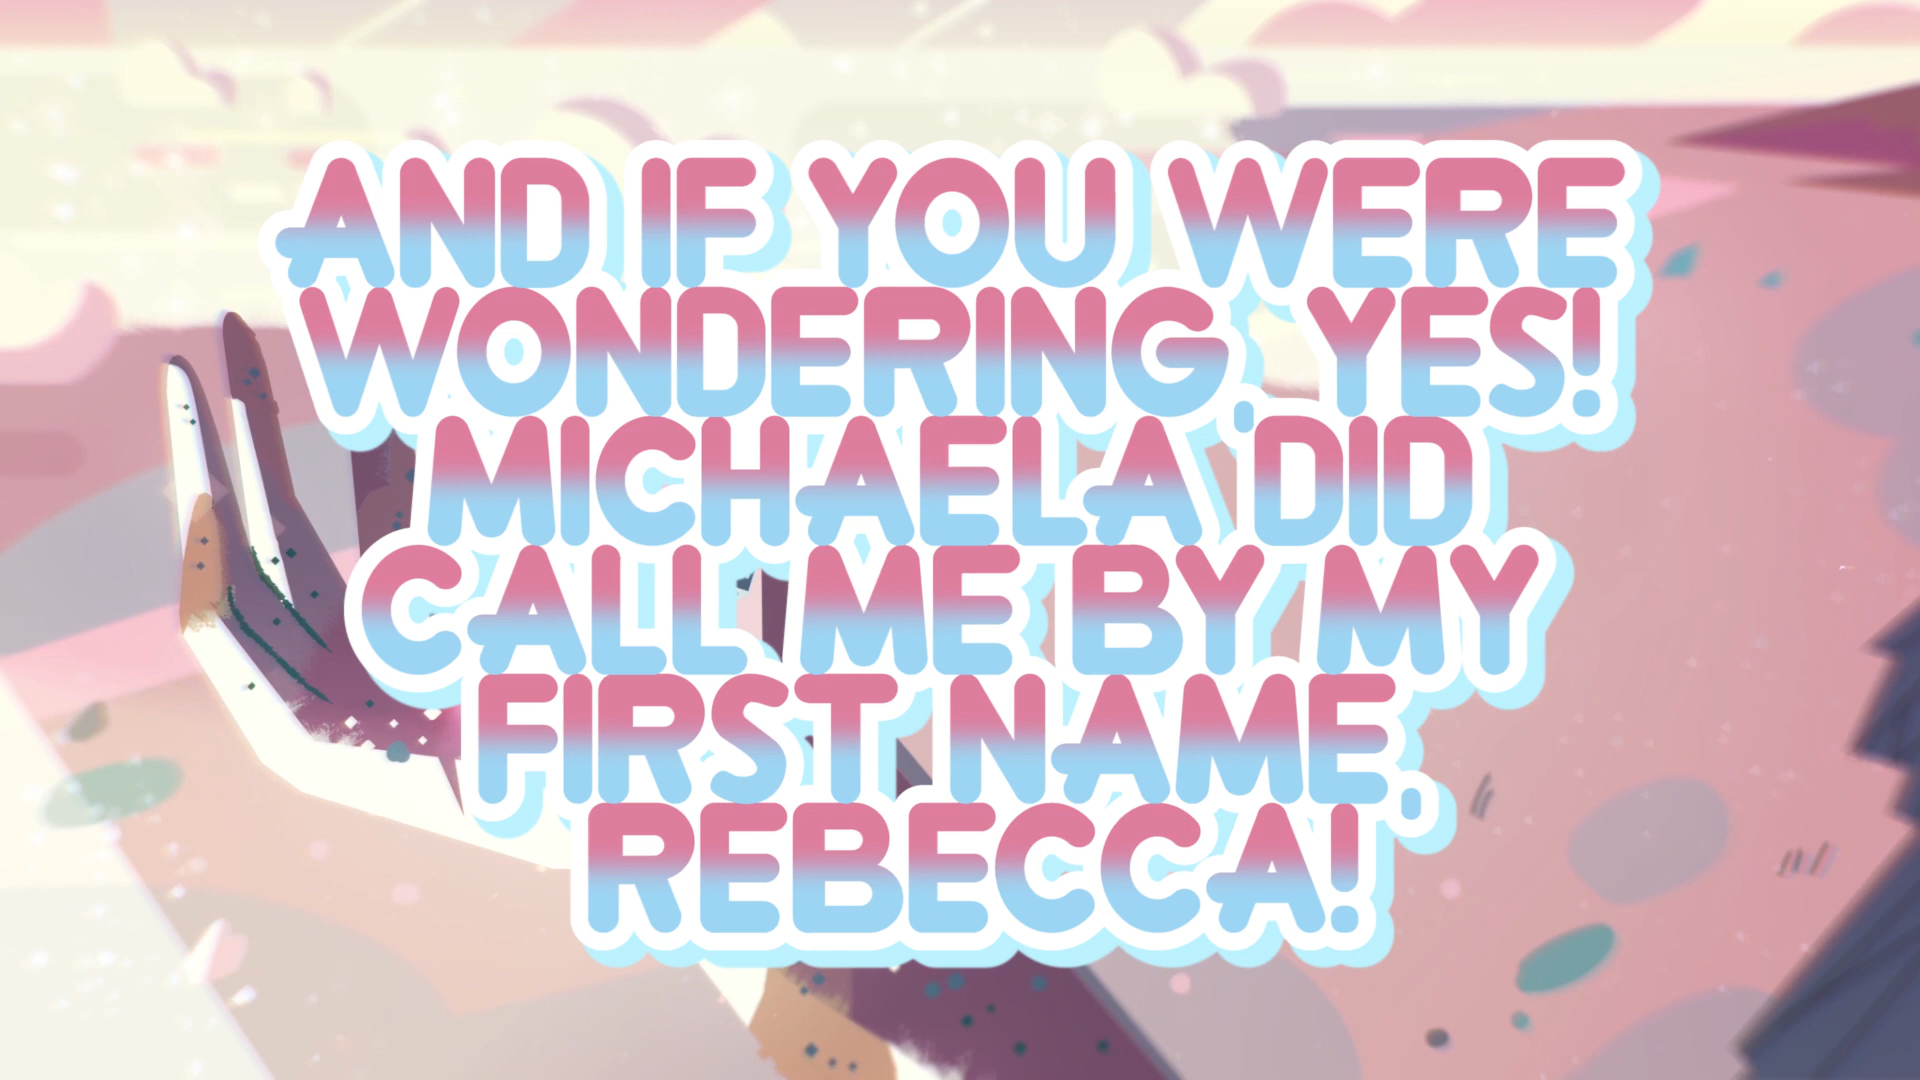 AND IF YOU WERE
WONDERING, YES!
MICHAELA DID
CALL ME BY MY
FIRST NAME,
REBECCA!